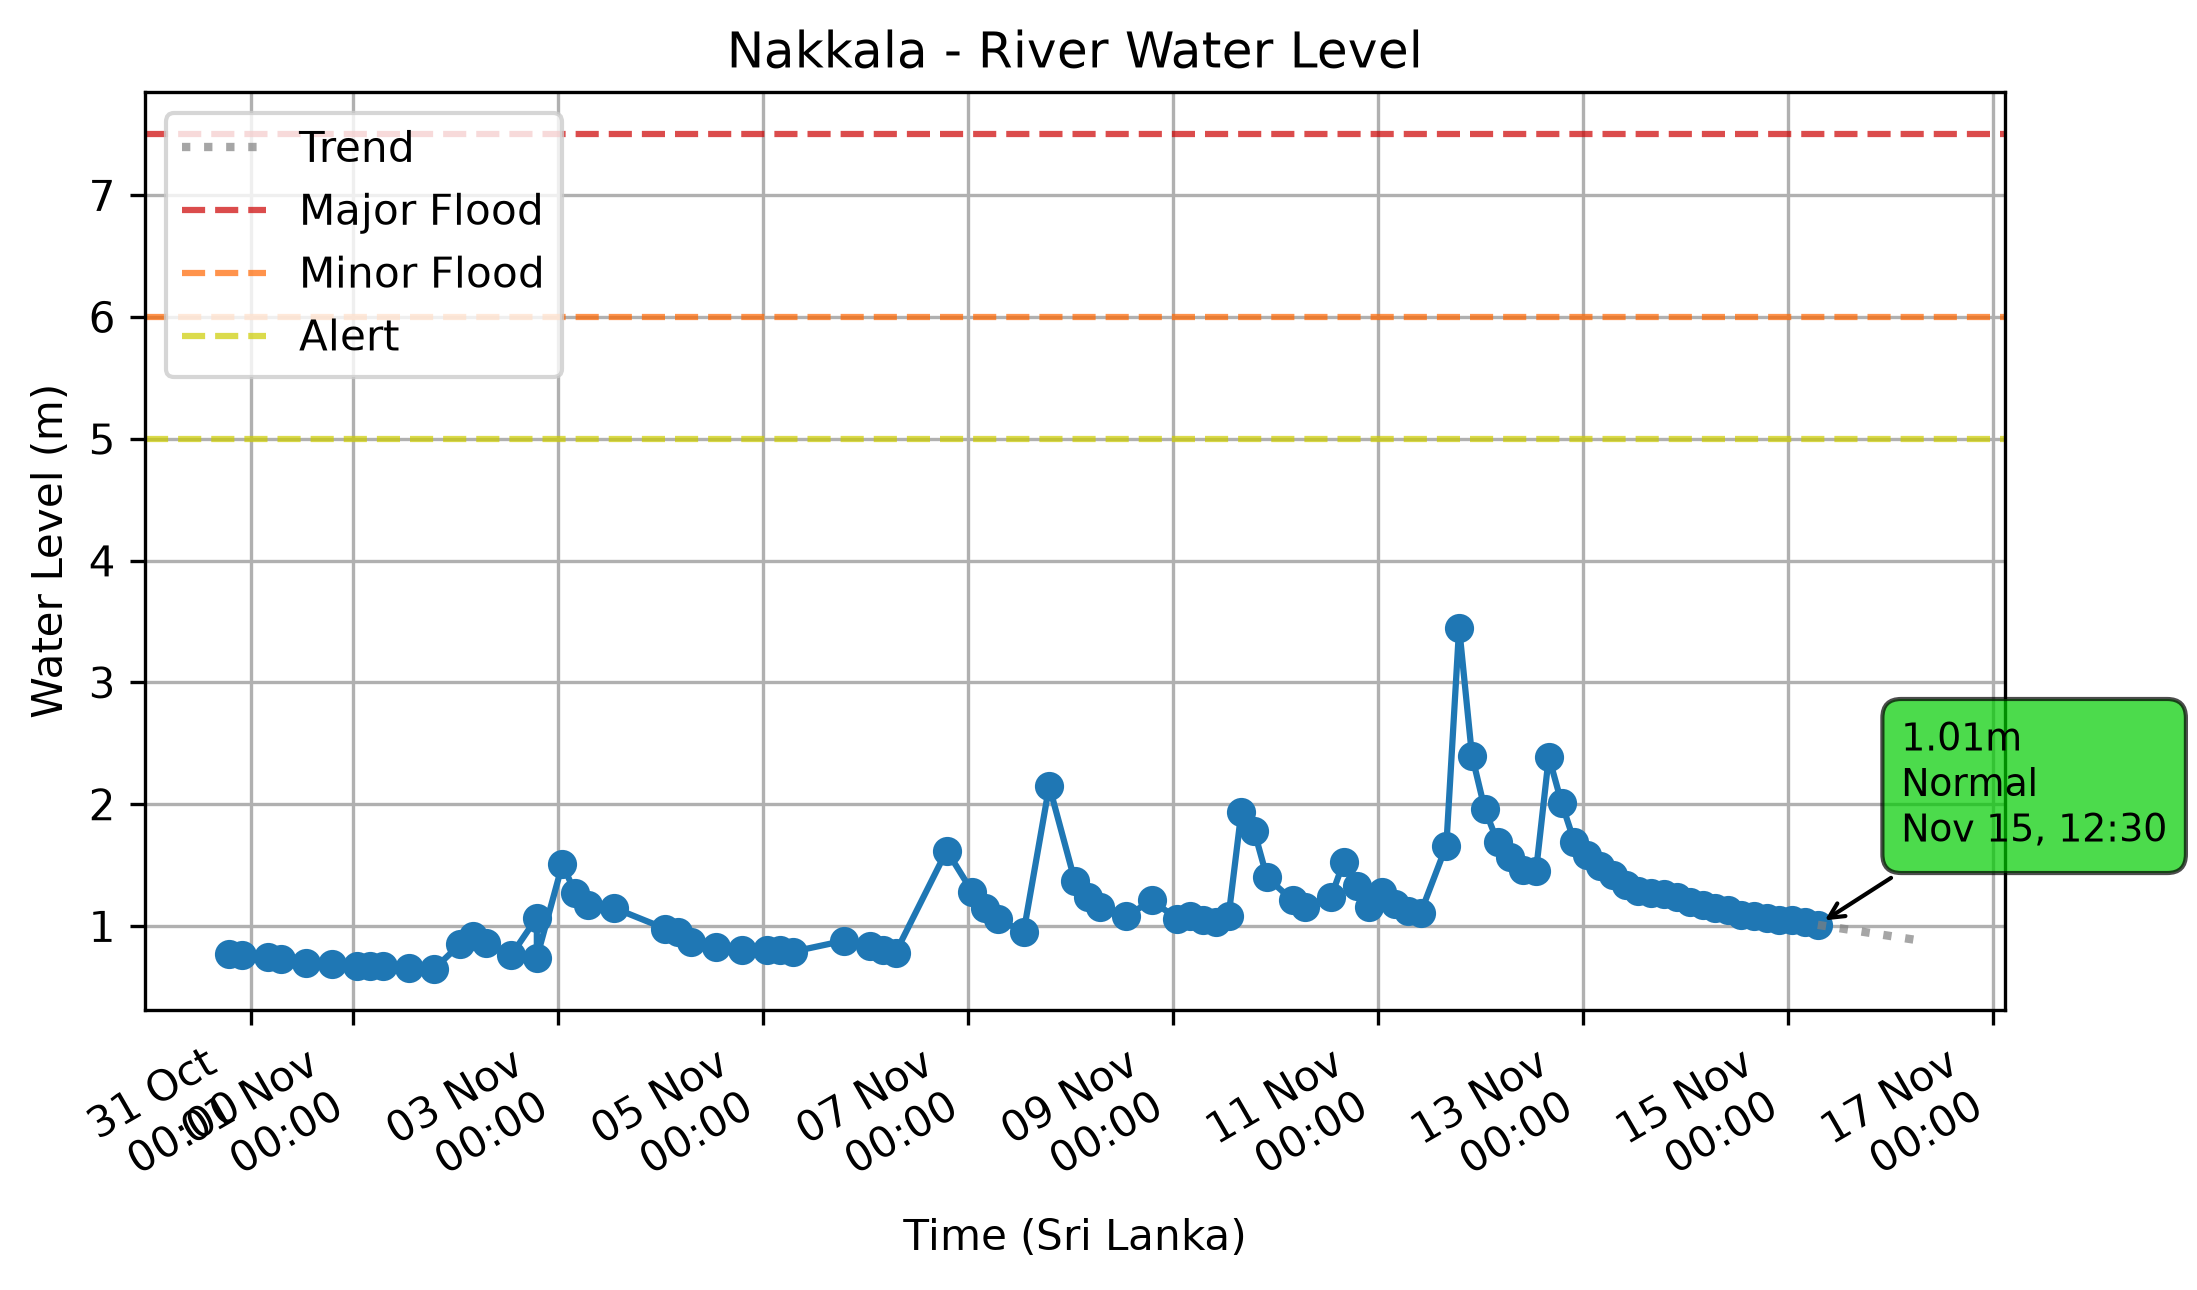 Nakkala - River Water Level
Trend
Major Flood
Minor Flood
Alert
Water Level (m)
7
6
5
4
3
2
1
1.01m
Normal
Nov 15, 12:30
31 Oct
00:00
01 Nov
00:00
03 Nov
00:00
05 Nov
00:00
07 Nov
00:00
09 Nov
00:00
11 Nov
00:00
13 Nov
00:00
15 Nov
00:00
17 Nov
00:00
Time (Sri Lanka)